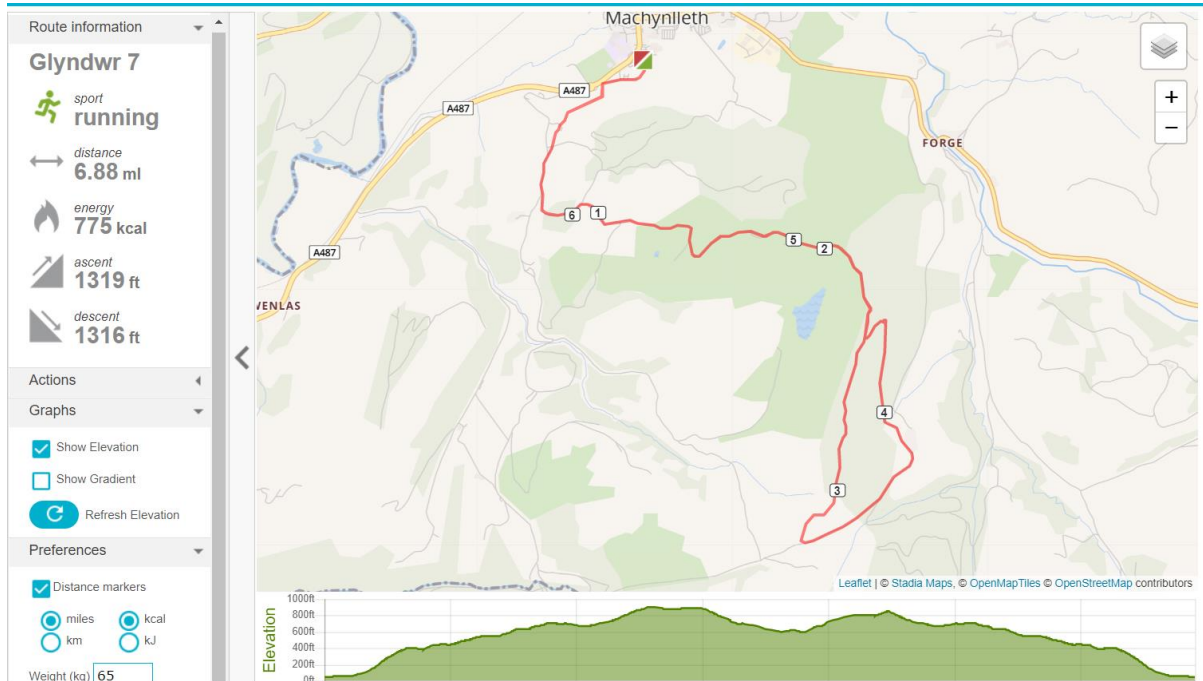 Route information
Glyndwr 7
sport
running
distance
6.88 ml
energy
775 kcal
ascent
1319 ft
descent
1316 ft
Actions
Graphs
Show Elevation
Show Gradient
Refresh Elevation
Preferences
Distance markers
miles
kcal
km
kJ
Weight (kg) 65
Machynlleth
A487
A487
FORGE
6
1
5
2
A487
WENLAS
4
3
+
−
Leaflet | © Stadia Maps, © OpenMapTiles © OpenStreetMap contributors
Elevation
1000ft
800ft
600ft
400ft
200ft
0ft